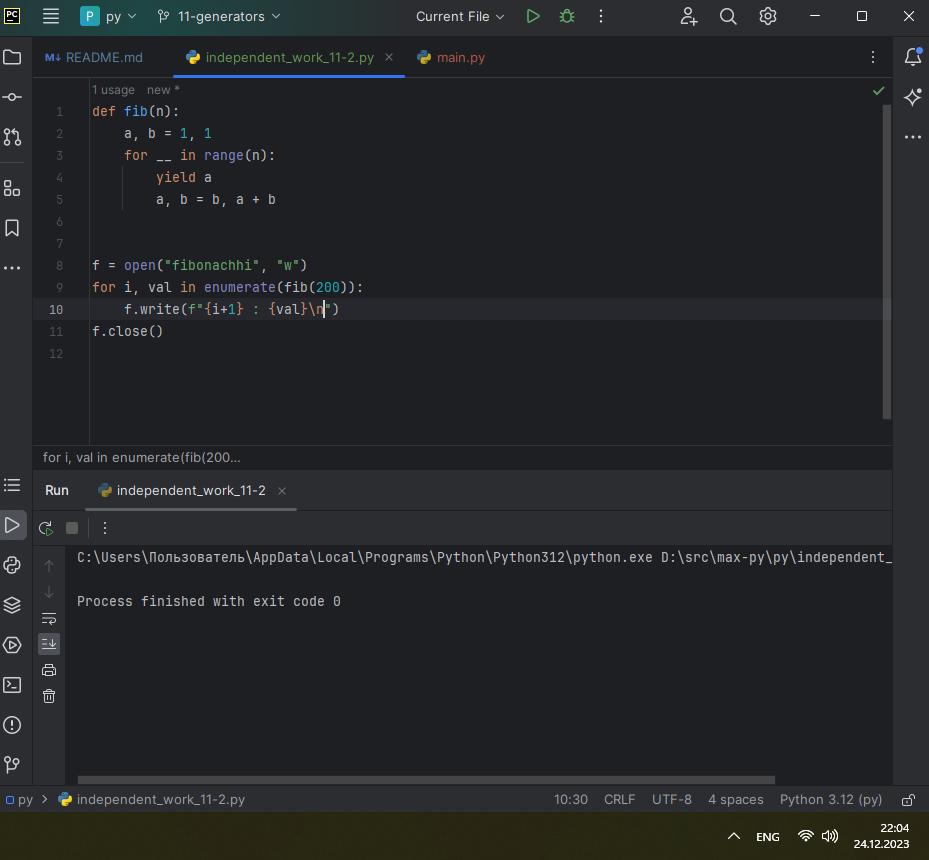 PC P py 11-generators Current File
README.md independent_work_11-2.py main.py
1 usage new *
1 def fib(n):
2 a, b = 1, 1
3 for __ in range(n):
4 yield a
5 a, b = b, a + b
6
7
8 f = open("fibonachhi", "w")
9 for i, val in enumerate(fib(200)):
10 f.write(f"{i+1} : {val}\n")
11 f.close()
12
for i, val in enumerate(fib(200...
Run independent_work_11-2
C:\Users\Пользователь\AppData\Local\Programs\Python\Python312\python.exe D:\src\max-py\py\independent_
Process finished with exit code 0
py independent_work_11-2.py 10:30 CRLF UTF-8 4 spaces Python 3.12 (py)
ENG 22:04
24.12.2023